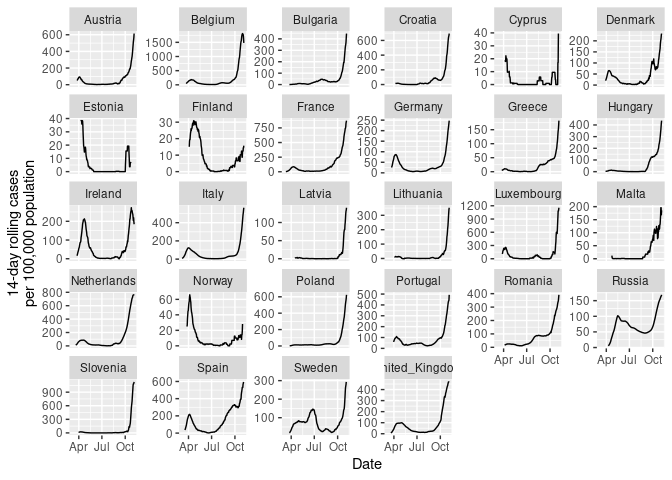 Austria Belgium Bulgaria Croatia Cyprus Denmark
600 400 200 0
1500 1000 500 0
400 300 200 100 0
600 400 200 0
40 30 20 10 0
200 150 100 50 0
Estonia Finland France Germany Greece Hungary
40 30 20 10 0
30 20 10 0
750 500 250 0
250 200 150 100 50 0
150 100 50 0
400 300 200 100 0
Ireland Italy Latvia Lithuania Luxembourg Malta
200 100 0
400 200 0
200 100 0
300 200 100 0
1200 900 600 300 0
200 150 100 50 0
Netherlands Norway Poland Portugal Romania Russia
800 600 400 200 0
60 40 20 0
600 400 200 0
500 400 300 200 100 0
400 300 200 100 0
150 100 50 0
Apr Jul Oct Apr Jul Oct
Slovenia Spain Sweden nited_Kingdo
900 600 300 0
600 400 200 0
300 200 100
400 300 200 100 0
Apr Jul Oct Apr Jul Oct Apr Jul Oct Apr Jul Oct
Date
14-day rolling cases
per 100,000 population